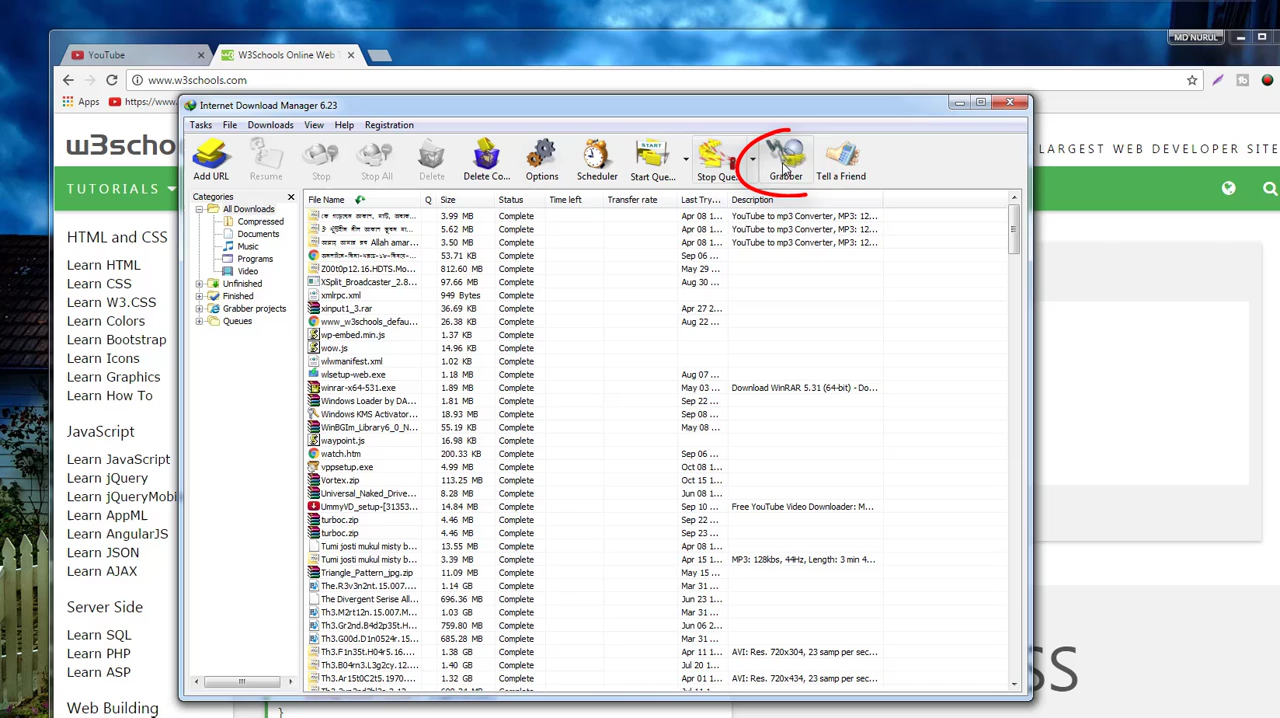 MD NURUL
YouTube
W3Schools Online Web T
www.w3schools.com
Apps
https://www.
w3scho
LARGEST WEB DEVELOPER SITE
TUTORIALS
HTML and CSS
Learn HTML
Learn CSS
Learn W3.CSS
Learn Colors
Learn Bootstrap
Learn Icons
Learn Graphics
Learn How To
JavaScript
Learn JavaScript
Learn jQuery
Learn jQueryMobi
Learn AppML
Learn AngularJS
Learn JSON
Learn AJAX
Server Side
Learn SQL
Learn PHP
Learn ASP
Web Building
Internet Download Manager 6.23
Tasks File Downloads View Help Registration
Add URL Resume Stop Stop All Delete Delete Co... Options Scheduler Start Que... Stop Que... Grabber Tell a Friend
Categories
All Downloads
Compressed
Documents
Music
Programs
Video
Unfinished
Finished
Grabber projects
Queues
File Name Q Size Status Time left Transfer rate Last Try... Description
3.99 MB Complete Apr 08 1... YouTube to mp3 Converter, MP3: 12...
5.62 MB Complete Apr 08 1... YouTube to mp3 Converter, MP3: 12...
Allah amar... 3.50 MB Complete Apr 08 1... YouTube to mp3 Converter, MP3: 12...
53.71 KB Complete Sep 06 ...
Z00t0p12.16.HDTS.Mo... 812.60 MB Complete May 29 ...
XSplit_Broadcaster_2.8... 97.66 MB Complete Aug 30 ...
xmlrpc.xml 949 Bytes Complete
xinput1_3.rar 36.69 KB Complete Apr 27 2...
www_w3schools_defau... 26.38 KB Complete Aug 22 ...
wp-embed.min.js 1.37 KB Complete
wow.js 14.96 KB Complete
wlwmanifest.xml 1.02 KB Complete
wlsetup-web.exe 1.18 MB Complete Aug 07 ...
winrar-x64-531.exe 1.89 MB Complete May 03 ... Download WinRAR 5.31 (64-bit) - Do...
Windows Loader by DA... 1.81 MB Complete Sep 22 ...
Windows KMS Activator... 18.93 MB Complete Sep 08 ...
WinBGIm_Library6_0_N... 55.19 KB Complete May 08 ...
waypoint.js 16.98 KB Complete
watch.htm 200.33 KB Complete Sep 06 ...
vppsetup.exe 4.99 MB Complete Oct 08 1...
Vortex.zip 113.25 MB Complete Oct 15 1...
Universal_Naked_Drive... 8.28 MB Complete Jun 08 1...
UmmyVD_setup-[31353... 14.84 MB Complete Sep 10 ... Free YouTube Video Downloader: M...
turboc.zip 4.46 MB Complete Sep 22 ...
turboc.zip 4.46 MB Complete Sep 23 ...
Tumi josti mukul misty b... 13.55 MB Complete Apr 08 1...
Tumi josti mukul misty b... 3.39 MB Complete Apr 15 1... MP3: 128kbs, 44Hz, Length: 3 min 4...
Triangle_Pattern_jpg.zip 11.09 MB Complete May 15 ...
The.R3v3n2nt.15.007.... 1.14 GB Complete Mar 31 ...
The Divergent Serise All... 696.36 MB Complete Jun 23 1...
Th3.M2rt12n.15.007.M... 1.03 GB Complete Mar 31 ...
Th3.Gr2nd.B4d2p35t.H... 759.80 MB Complete Jun 06 2...
Th3.G00d.D1n0524r.15... 685.28 MB Complete Mar 31 ...
Th3.F1n35t.H04r5.15.0... 1.38 GB Complete Apr 11 1... AVI: Res. 720x304, 23 samp per sec...
Th3.B04rn3.L3g2cy.12.... 1.40 GB Complete Jul 20 1...
Th3.Ar15t0C2t5.1970.... 1.32 GB Complete Jul 11 1... AVI: Res. 720x434, 23 samp per sec...
SS
}